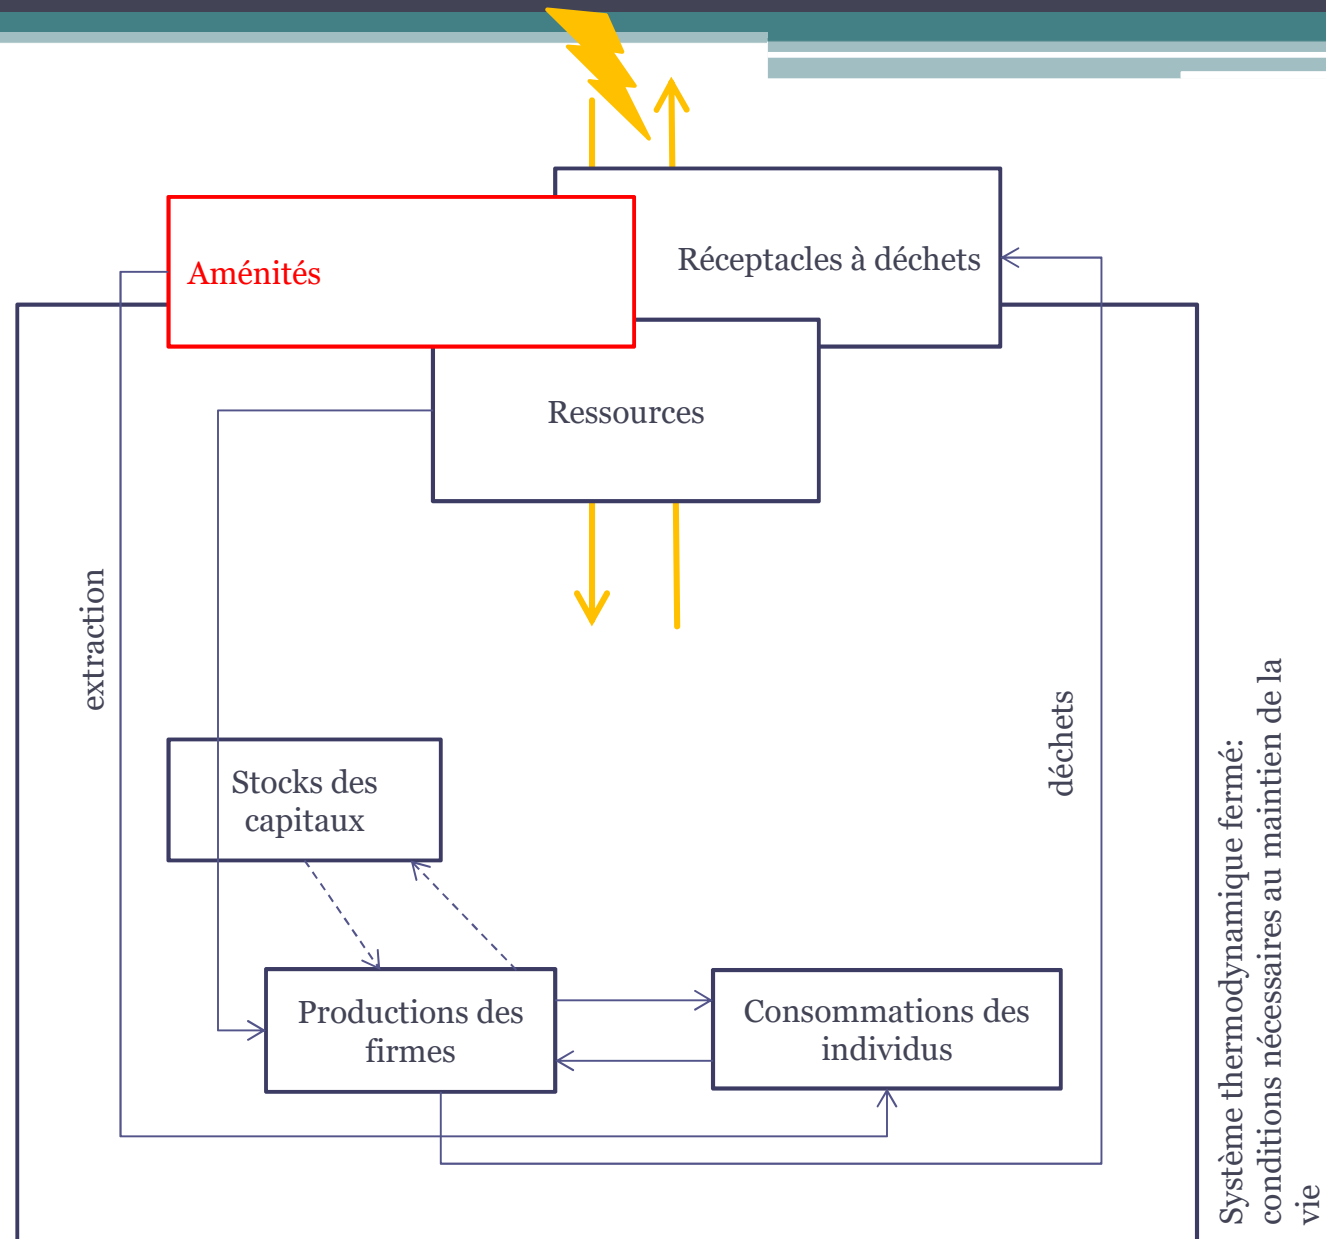 Aménités
Réceptacles à déchets
Ressources
extraction
Stocks des
capitaux
déchets
Productions des
firmes
Consommations des
individus
Système thermodynamique fermé:
conditions nécessaires au maintien de la
vie